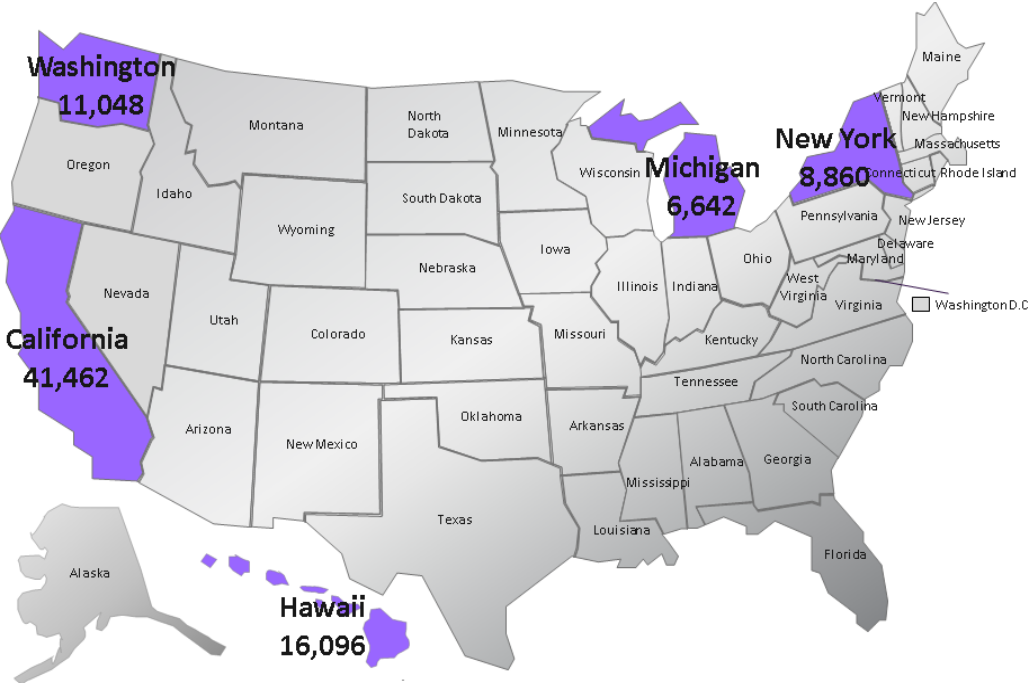 Washington
11,048
Maine
Vermont
New Hampshire
Massachusetts
Connecticut
Rhode Island
New York
8,860
Montana
North
Dakota
Minnesota
Oregon
Idaho
Wisconsin
Michigan
6,642
South Dakota
Wyoming
Pennsylvania
New Jersey
Delaware
Maryland
Iowa
Ohio
Nebraska
Illinois
Indiana
West
Virginia
Virginia
Washington D.C
Nevada
Utah
Colorado
Kansas
Missouri
Kentucky
California
41,462
North Carolina
Tennessee
South Carolina
Arizona
New Mexico
Oklahoma
Arkansas
Mississippi
Alabama
Georgia
Texas
Louisiana
Florida
Alaska
Hawaii
16,096